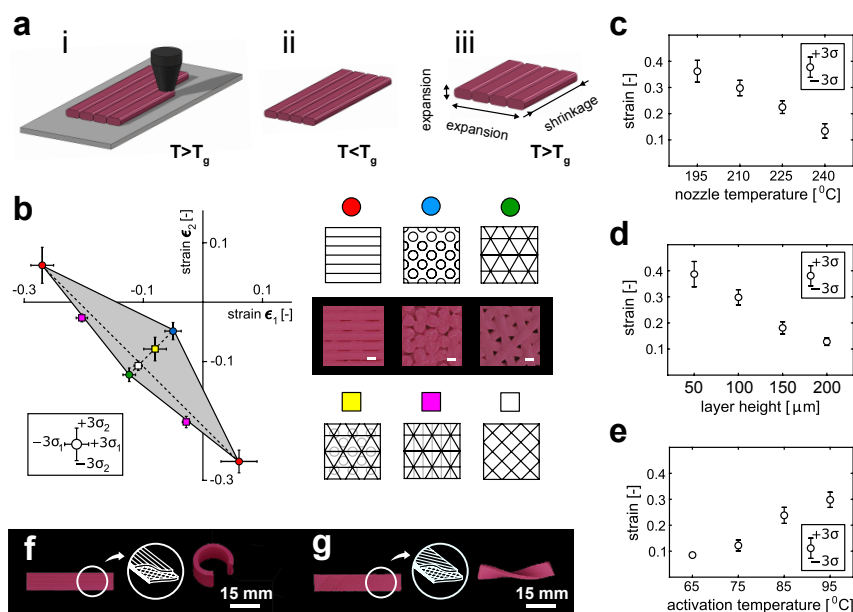 a
i
ii
iii
T>Tg
T<Tg
T>Tg
expansion
expansion
shrinkage
b
strain ϵ2 [-]
0.1
-0.3
-0.1
strain ϵ1 [-]
-0.1
-0.3
+3σ2
−3σ1
+3σ1
−3σ2
c
strain [-]
0.4
0.3
0.2
0.1
+3σ
−3σ
195 210 225 240
nozzle temperature [ 0C]
d
strain [-]
0.4
0.3
0.2
0.1
+3σ
−3σ
50 100 150 200
layer height [ μm]
e
strain [-]
0.4
0.3
0.2
0.1
+3σ
−3σ
65 75 85 95
activation temperature [ 0C]
f
15 mm
g
15 mm